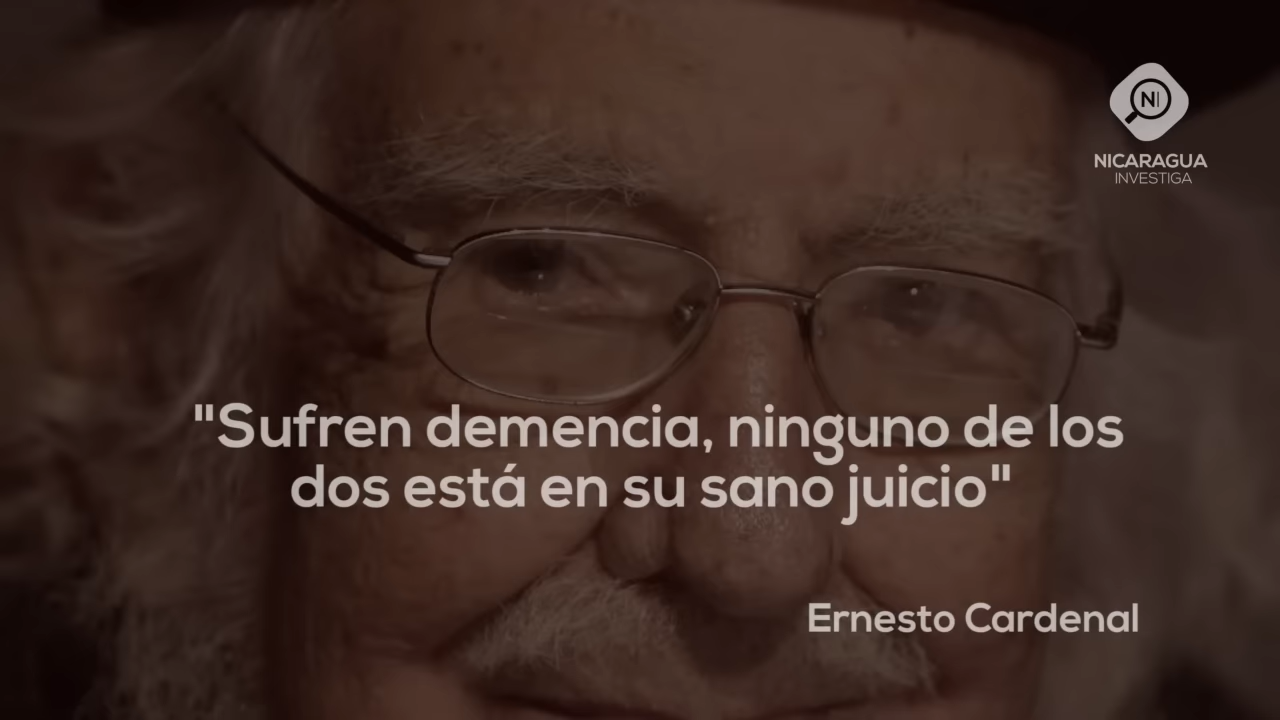 NI
NICARAGUA
INVESTIGA
"Sufren demencia, ninguno de los
dos está en su sano juicio"
Ernesto Cardenal